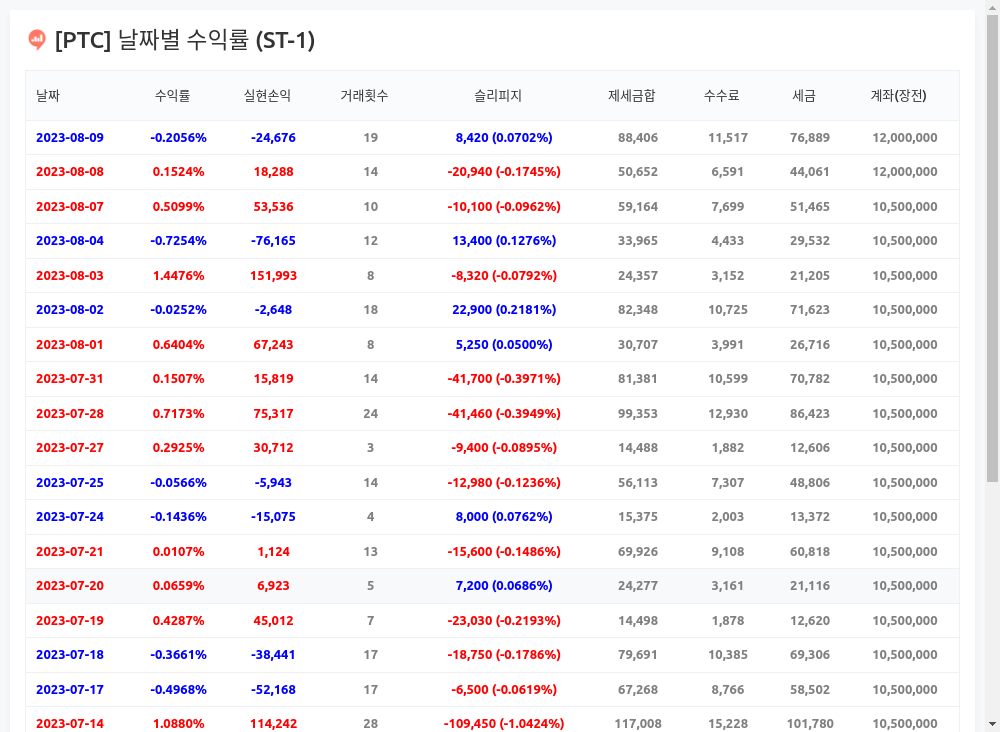 [PTC] 날짜별 수익률 (ST-1)
날짜 수익률 실현손익 거래횟수 슬리피지 제세금합 수수료 세금 계좌(장전)
2023-08-09 -0.2056% -24,676 19 8,420 (0.0702%) 88,406 11,517 76,889 12,000,000
2023-08-08 0.1524% 18,288 14 -20,940 (-0.1745%) 50,652 6,591 44,061 12,000,000
2023-08-07 0.5099% 53,536 10 -10,100 (-0.0962%) 59,164 7,699 51,465 10,500,000
2023-08-04 -0.7254% -76,165 12 13,400 (0.1276%) 33,965 4,433 29,532 10,500,000
2023-08-03 1.4476% 151,993 8 -8,320 (-0.0792%) 24,357 3,152 21,205 10,500,000
2023-08-02 -0.0252% -2,648 18 22,900 (0.2181%) 82,348 10,725 71,623 10,500,000
2023-08-01 0.6404% 67,243 8 5,250 (0.0500%) 30,707 3,991 26,716 10,500,000
2023-07-31 0.1507% 15,819 14 -41,700 (-0.3971%) 81,381 10,599 70,782 10,500,000
2023-07-28 0.7173% 75,317 24 -41,460 (-0.3949%) 99,353 12,930 86,423 10,500,000
2023-07-27 0.2925% 30,712 3 -9,400 (-0.0895%) 14,488 1,882 12,606 10,500,000
2023-07-25 -0.0566% -5,943 14 -12,980 (-0.1236%) 56,113 7,307 48,806 10,500,000
2023-07-24 -0.1436% -15,075 4 8,000 (0.0762%) 15,375 2,003 13,372 10,500,000
2023-07-21 0.0107% 1,124 13 -15,600 (-0.1486%) 69,926 9,108 60,818 10,500,000
2023-07-20 0.0659% 6,923 5 7,200 (0.0686%) 24,277 3,161 21,116 10,500,000
2023-07-19 0.4287% 45,012 7 -23,030 (-0.2193%) 14,498 1,878 12,620 10,500,000
2023-07-18 -0.3661% -38,441 17 -18,750 (-0.1786%) 79,691 10,385 69,306 10,500,000
2023-07-17 -0.4968% -52,168 17 -6,500 (-0.0619%) 67,268 8,766 58,502 10,500,000
2023-07-14 1.0880% 114,242 28 -109,450 (-1.0424%) 117,008 15,228 101,780 10,500,000